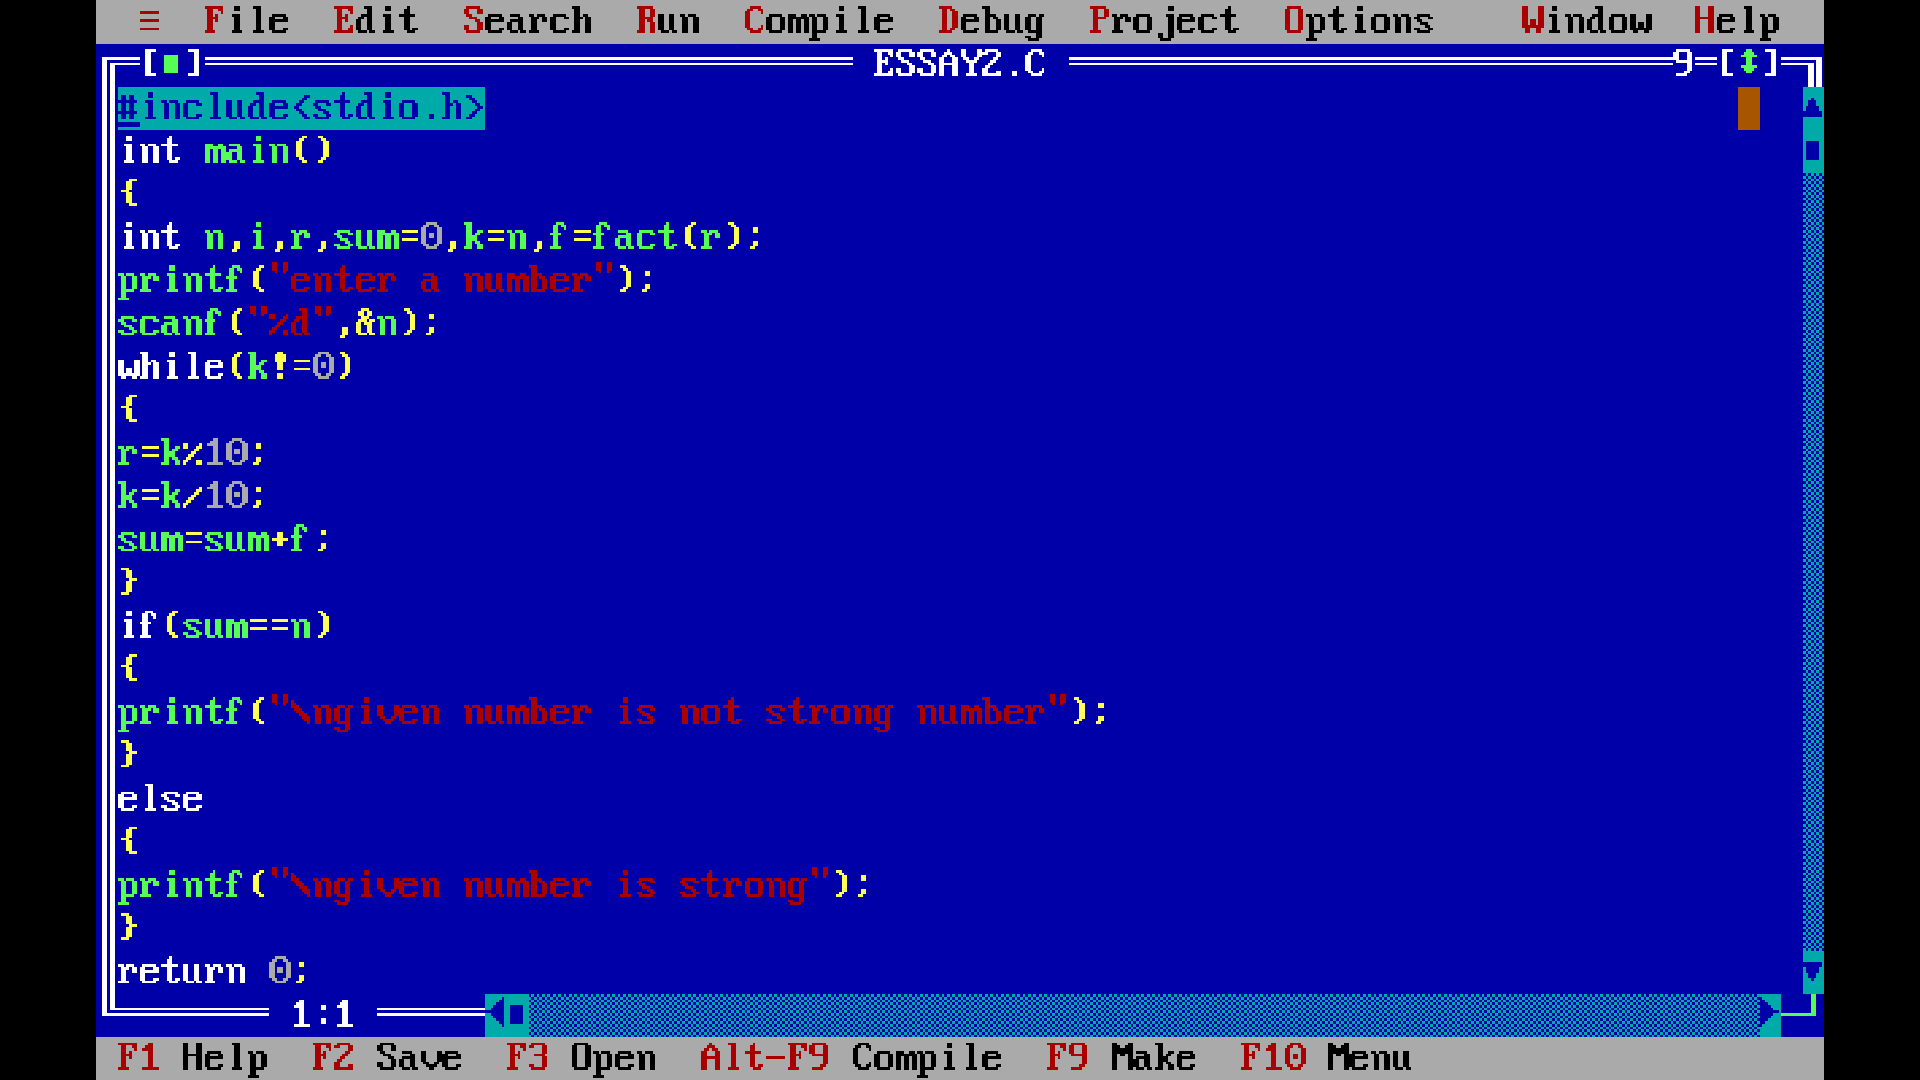 ≡ File Edit Search Run Compile Debug Project Options Window Help
[■] ESSAY2.C 9=[↕]
#include<stdio.h>
int main()
{
int n,i,r,sum=0,k=n,f=fact(r);
printf("enter a number");
scanf("%d",&n);
while(k!=0)
{
r=k%10;
k=k/10;
sum=sum+f;
}
if(sum==n)
{
printf("\ngiven number is not strong number");
}
else
{
printf("\ngiven number is strong");
}
return 0;
1:1
F1 Help F2 Save F3 Open Alt-F9 Compile F9 Make F10 Menu